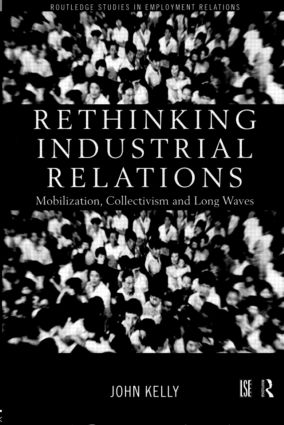 ROUTLEDGE STUDIES IN EMPLOYMENT RELATIONS
RETHINKING
INDUSTRIAL
RELATIONS
Mobilization, Collectivism and Long Waves
JOHN KELLY
LSE